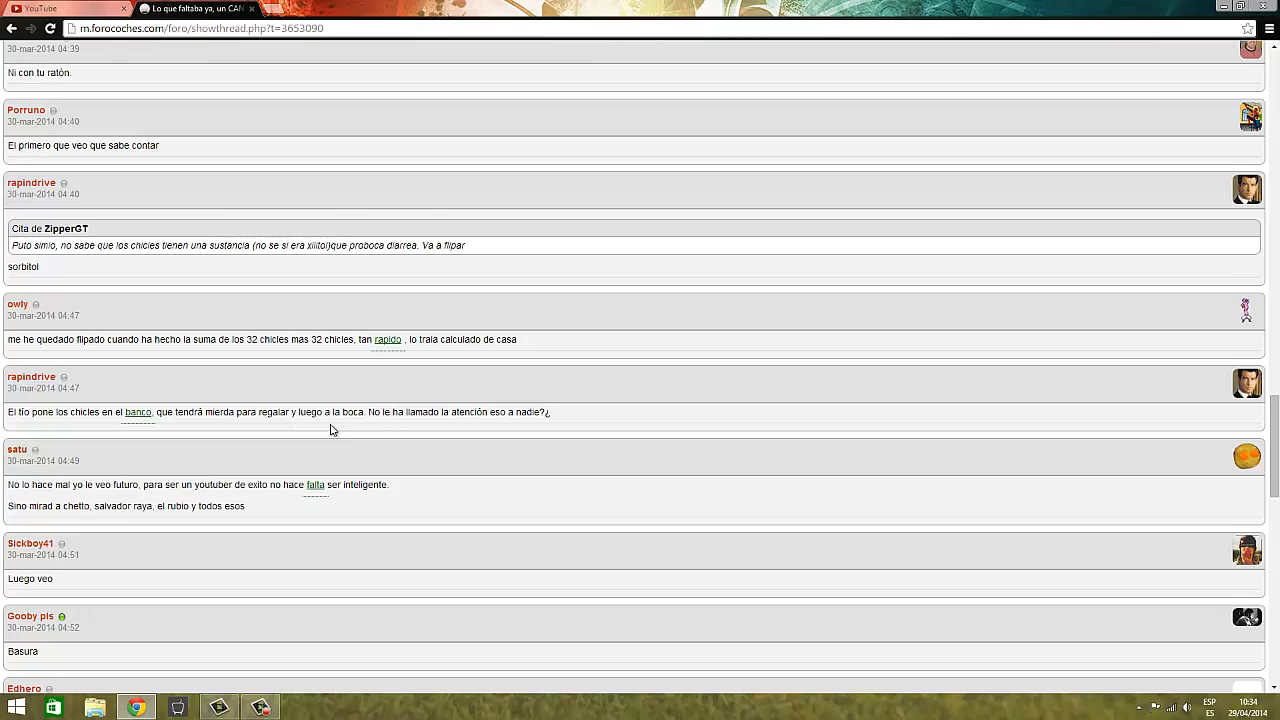 YouTube
Lo que faltaba ya, un CAN
m.forocoches.com/foro/showthread.php?t=3653090
30-mar-2014 04:39
Ni con tu ratón.
Porruno
30-mar-2014 04:40
El primero que veo que sabe contar
rapindrive
30-mar-2014 04:40
Cita de ZipperGT
Puto simio, no sabe que los chicles tienen una sustancia (no se si era xilitol)que proboca diarrea. Va a flipar
sorbitol
owly
30-mar-2014 04:47
me he quedado flipado cuando ha hecho la suma de los 32 chicles mas 32 chicles, tan rapido , lo traia calculado de casa
rapindrive
30-mar-2014 04:47
El tío pone los chicles en el banco, que tendrá mierda para regalar y luego a la boca. No le ha llamado la atención eso a nadie?¿
satu
30-mar-2014 04:49
No lo hace mal yo le veo futuro, para ser un youtuber de exito no hace falta ser inteligente.
Sino mirad a chetto, salvador raya, el rubio y todos esos
Sickboy41
30-mar-2014 04:51
Luego veo
Gooby pls
30-mar-2014 04:52
Basura
Edhero
ESP
ES
10:34
29/04/2014